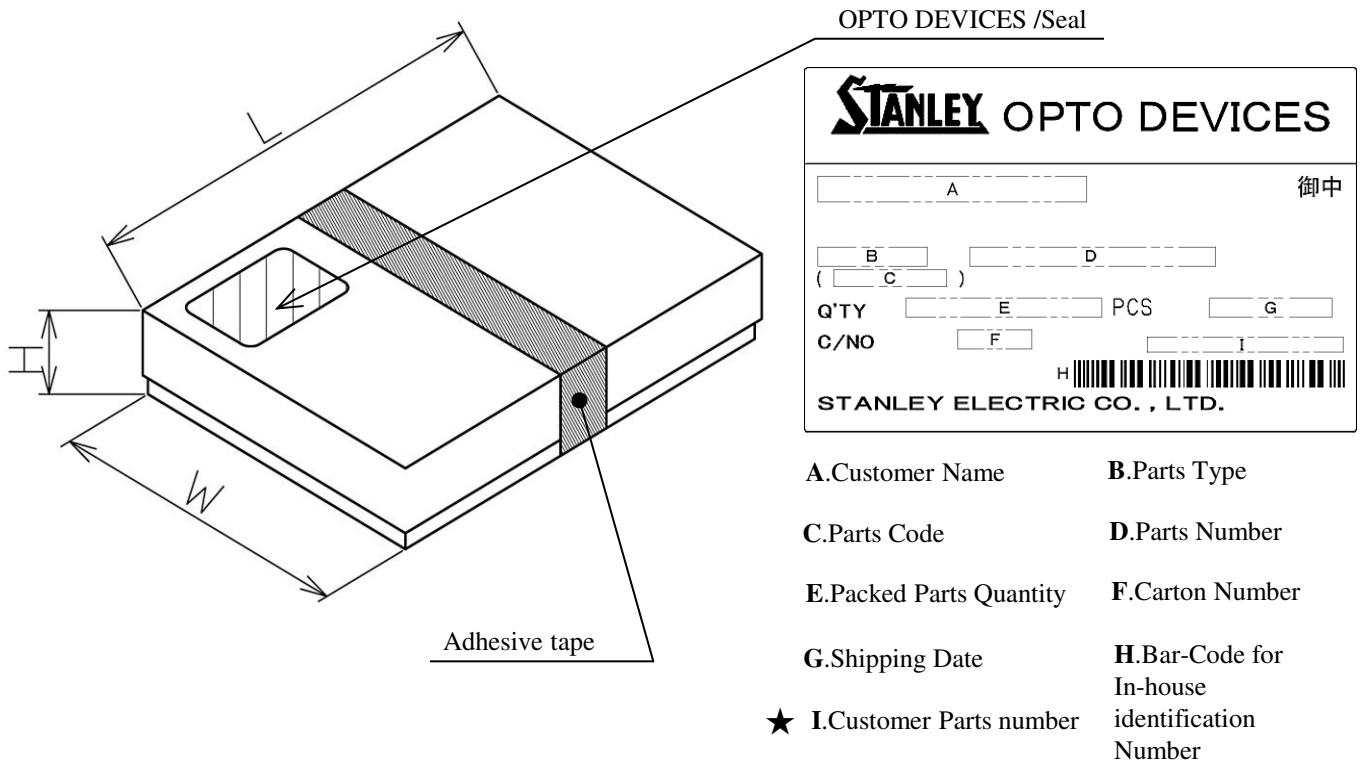 OPTO DEVICES /Seal
L
H
W
Adhesive tape
STANLEY OPTO DEVICES
A 御中
B D
( C )
Q'TY E PCS G
C/NO F I
H
STANLEY ELECTRIC CO. , LTD.
A.Customer Name B.Parts Type
C.Parts Code D.Parts Number
E.Packed Parts Quantity F.Carton Number
G.Shipping Date H.Bar-Code for
In-house
★ I.Customer Parts number identification
Number